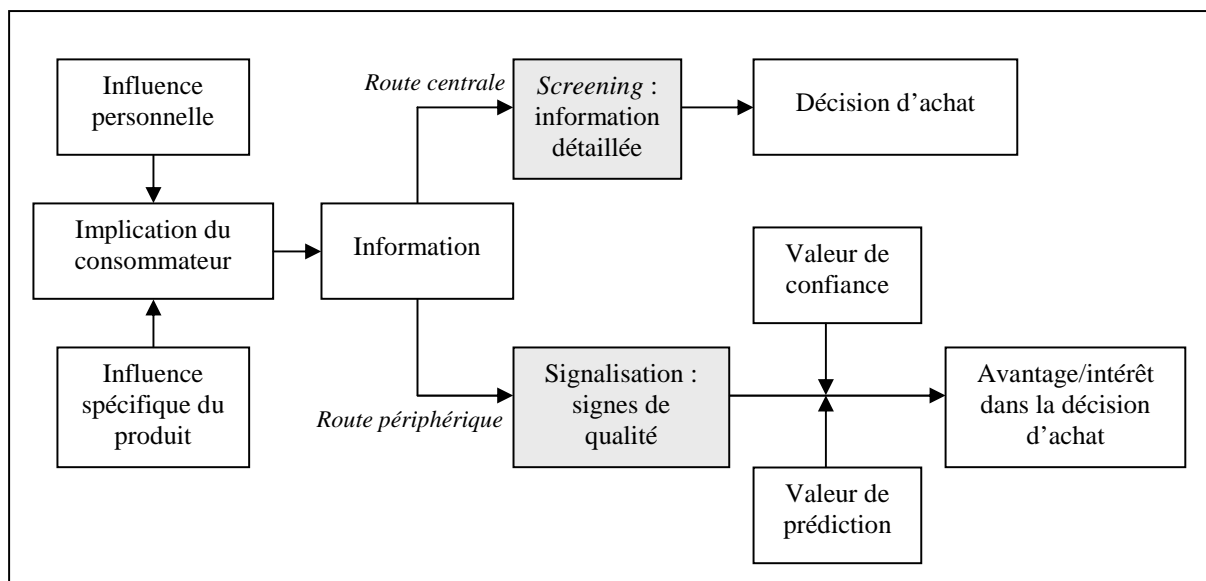 Influence
personnelle
Implication du
consommateur
Influence
spécifique du
produit
Information
Route centrale
Screening :
information
détaillée
Décision d’achat
Route périphérique
Signalisation :
signes de
qualité
Valeur de
confiance
Valeur de
prédiction
Avantage/intérêt
dans la décision
d’achat